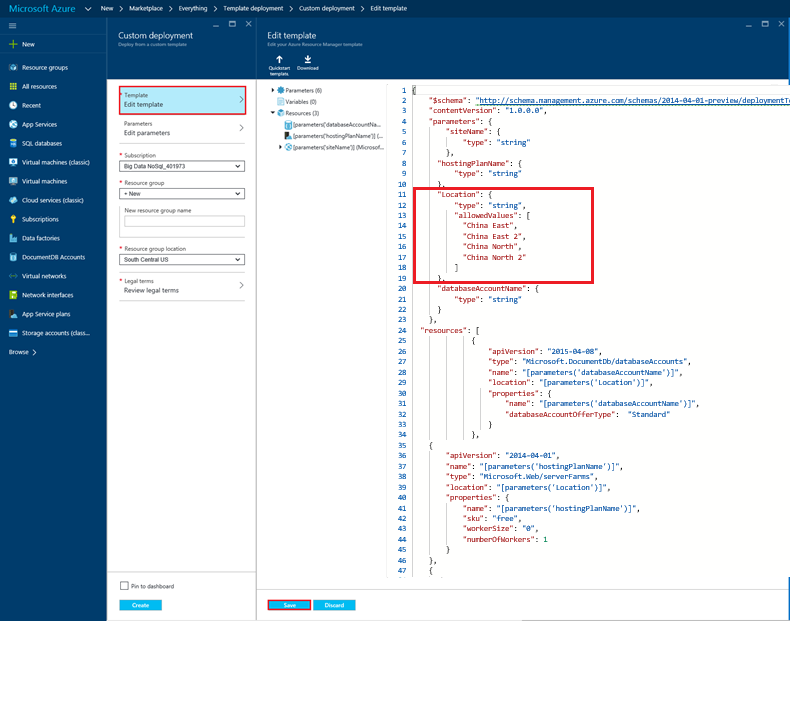 Microsoft Azure New Marketplace Everything Template deployment Custom deployment Edit template
New
Resource groups
All resources
Recent
App Services
SQL databases
Virtual machines (classic)
Virtual machines
Cloud services (classic)
Subscriptions
Data factories
DocumentDB Accounts
Virtual networks
Network interfaces
App Service plans
Storage accounts (class...
Browse
Custom deployment
Deploy from a custom template
* Template
Edit template
Parameters
Edit parameters
* Subscription
Big Data NoSql_401973
* Resource group
+ New
New resource group name
* Resource group location
South Central US
* Legal terms
Review legal terms
Pin to dashboard
Create
Edit template
Edit your Azure Resource Manager template
Quickstart templates
Download
Parameters (6)
Variables (0)
Resources (3)
[parameters('databaseAccountNa...
[parameters('hostingPlanName')] (...
[parameters('siteName')] (Microsof...
1 {
2 "$schema": "http://schema.management.azure.com/schemas/2014-04-01-preview/deploymentTe
3 "contentVersion": "1.0.0.0",
4 "parameters": {
5 "siteName": {
6 "type": "string"
7 },
8 "hostingPlanName": {
9 "type": "string"
10 },
11 "Location": {
12 "type": "string",
13 "allowedValues": [
14 "China East",
15 "China East 2",
16 "China North",
17 "China North 2"
18 ]
19 },
20 "databaseAccountName": {
21 "type": "string"
22 }
23 },
24 "resources": [
25 {
26 "apiVersion": "2015-04-08",
27 "type": "Microsoft.DocumentDb/databaseAccounts",
28 "name": "[parameters('databaseAccountName')]",
29 "location": "[parameters('Location')]",
30 "properties": {
31 "name": "[parameters('databaseAccountName')]",
32 "databaseAccountOfferType": "Standard"
33 }
34 },
35 {
36 "apiVersion": "2014-04-01",
37 "name": "[parameters('hostingPlanName')]",
38 "type": "Microsoft.Web/serverFarms",
39 "location": "[parameters('Location')]",
40 "properties": {
41 "name": "[parameters('hostingPlanName')]",
42 "sku": "free",
43 "workerSize": "0",
44 "numberOfWorkers": 1
45 }
46 },
47 {
Save
Discard